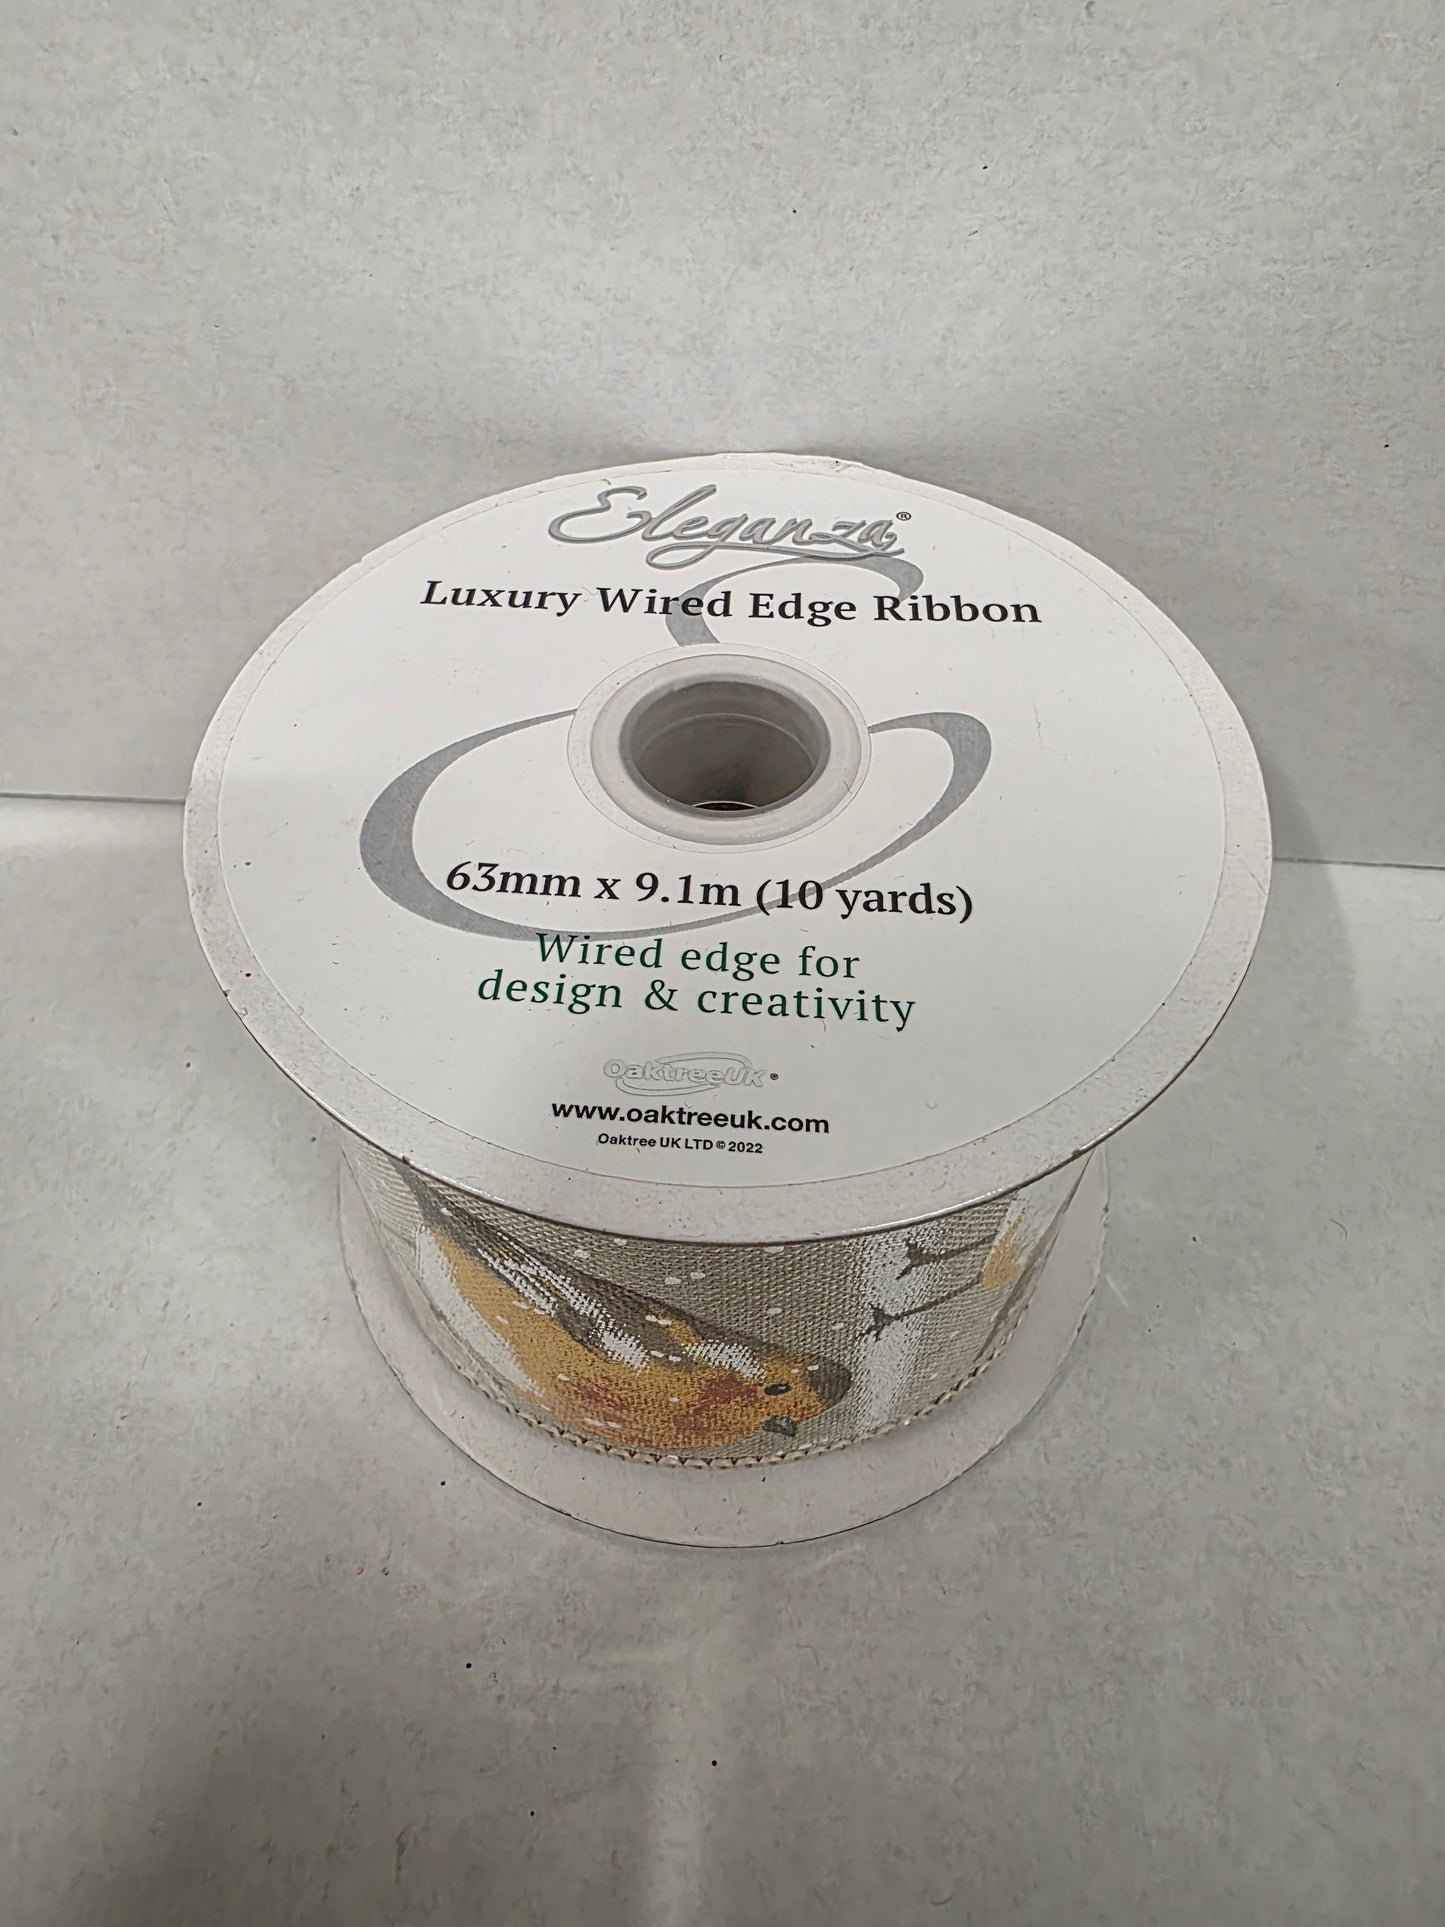 Eleganza®
Luxury Wired Edge Ribbon
63mm x 9.1m (10 yards)
Wired edge for
design & creativity
OaktreeUK®
www.oaktreeuk.com
Oaktree UK LTD © 2022